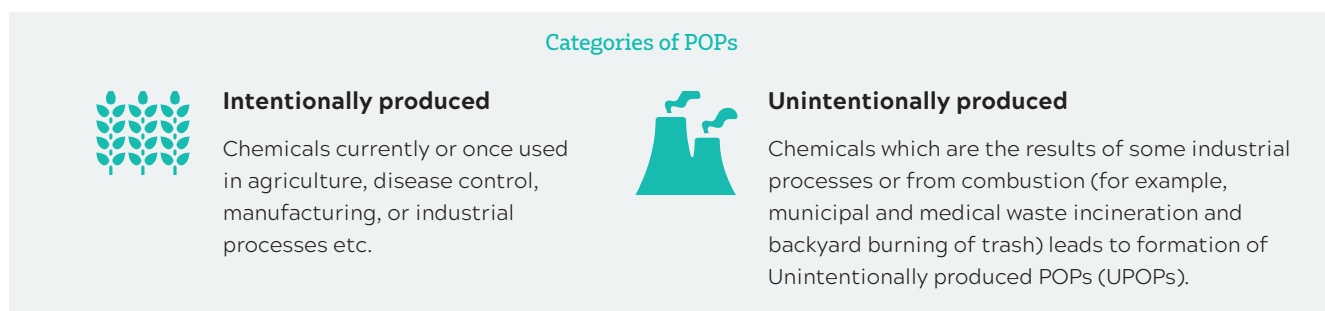 Categories of POPs
Intentionally produced
Chemicals currently or once used
in agriculture, disease control,
manufacturing, or industrial
processes etc.
Unintentionally produced
Chemicals which are the results of some industrial
processes or from combustion (for example,
municipal and medical waste incineration and
backyard burning of trash) leads to formation of
Unintentionally produced POPs (UPOPs).